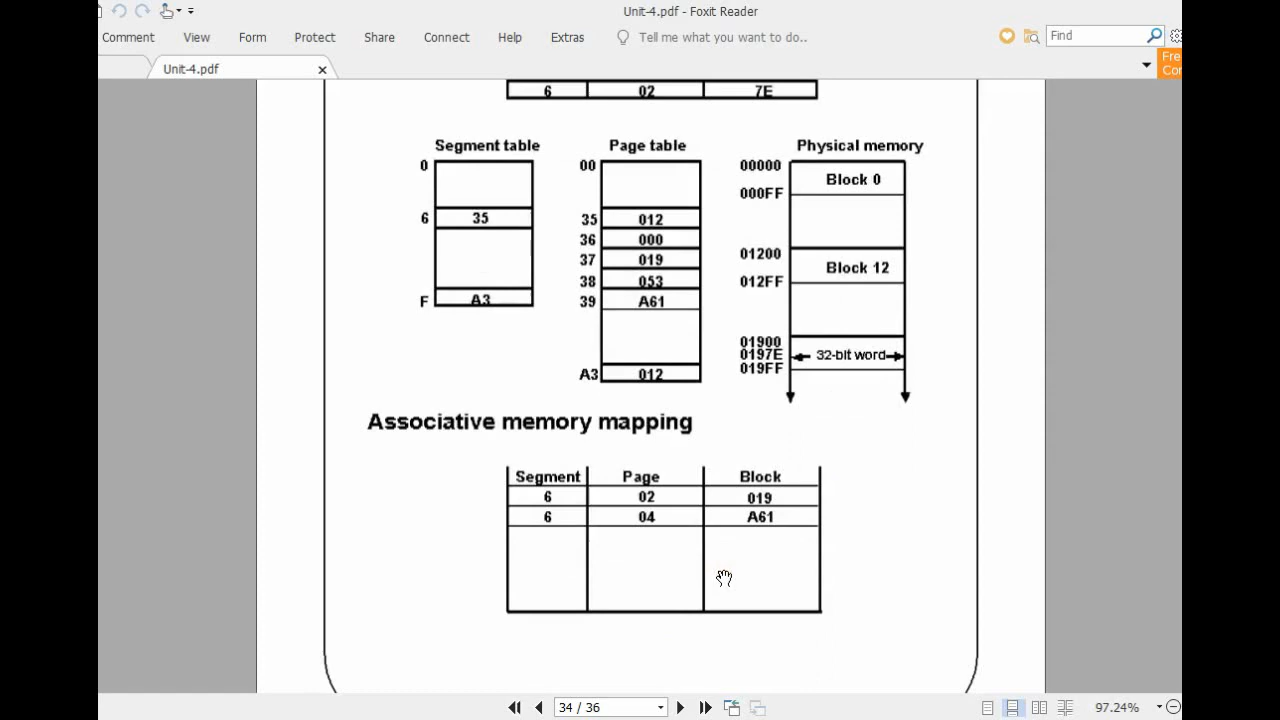 Unit-4.pdf - Foxit Reader
Comment View Form Protect Share Connect Help Extras Tell me what you want to do.. Find
Unit-4.pdf x Fre
Cor
6 02 7E
Segment table Page table Physical memory
0 00 00000 Block 0
000FF
6 35 35 012
36 000
37 019 01200 Block 12
38 053 012FF
F A3 39 A61
01900
0197E 32-bit word
019FF
A3 012
Associative memory mapping
Segment Page Block
6 02 019
6 04 A61
34 / 36 97.24%